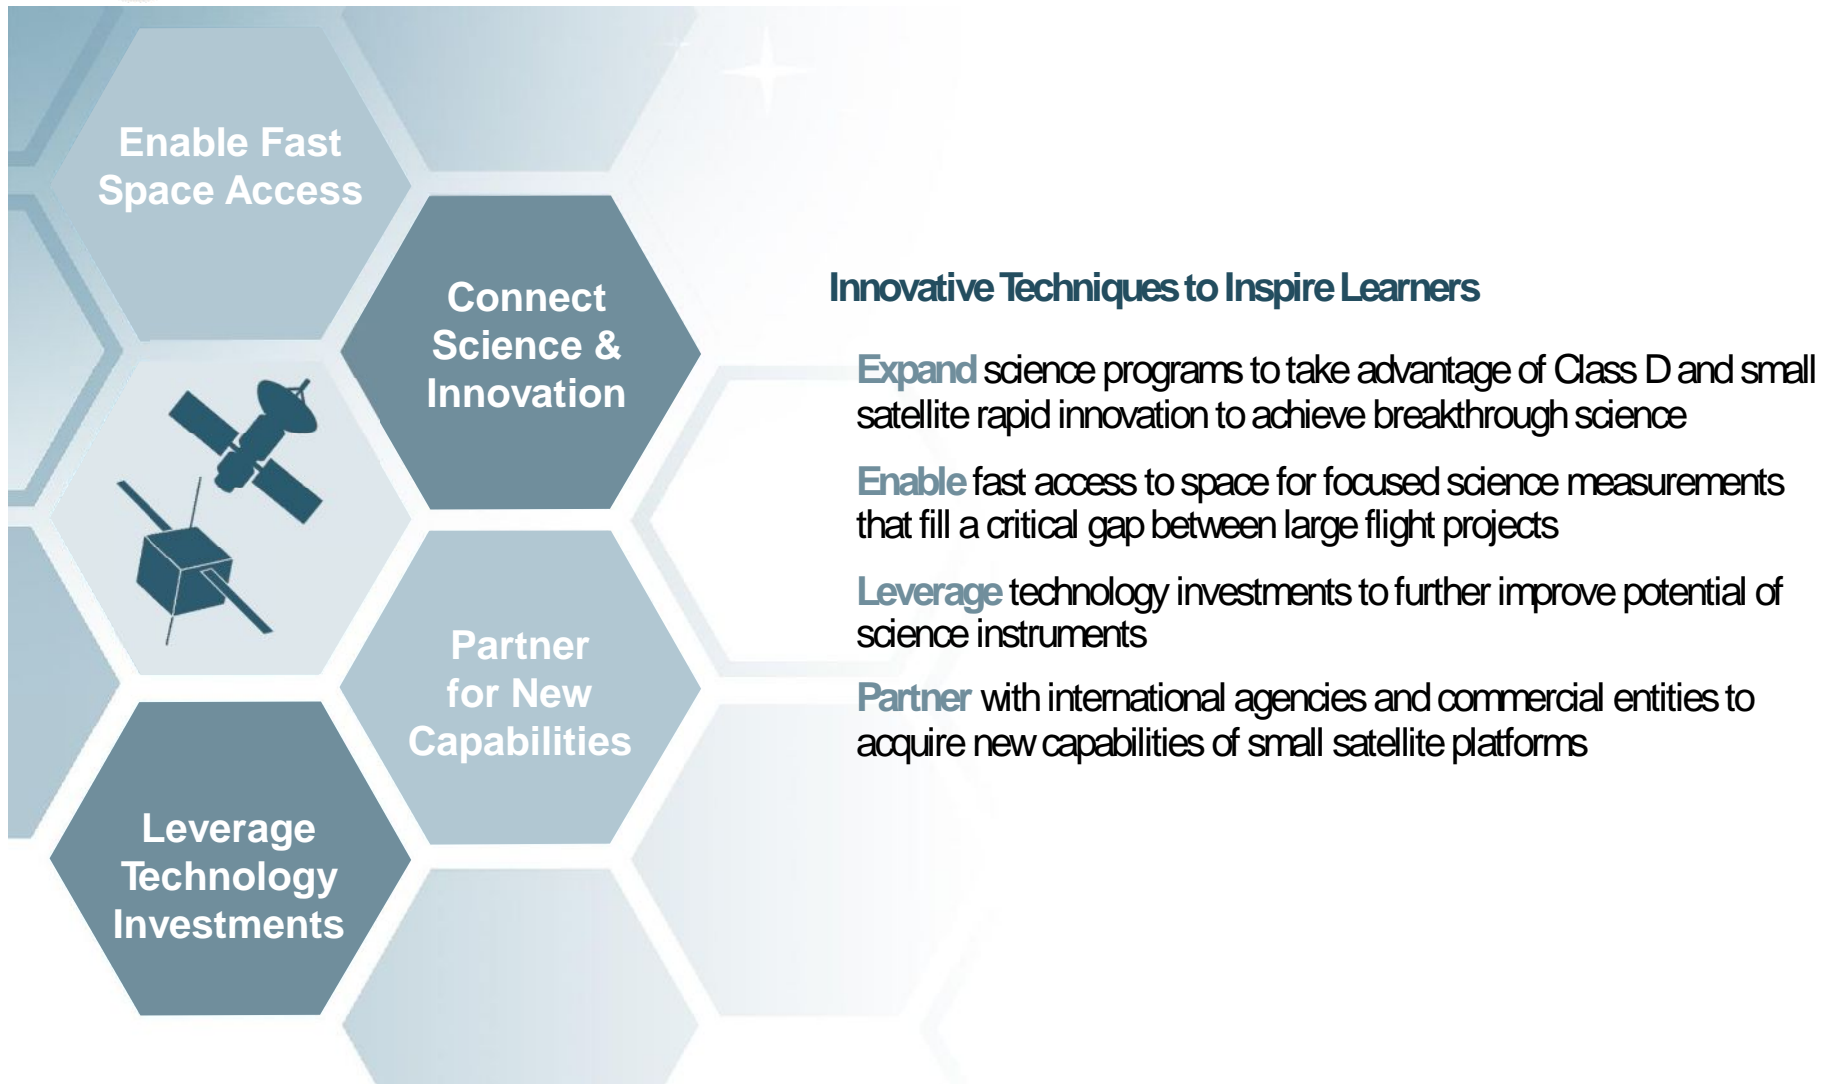 Enable Fast
Space Access
Connect
Science &
Innovation
Partner
for New
Capabilities
Leverage
Technology
Investments
Innovative Techniques to Inspire Learners
Expand science programs to take advantage of Class D and small
satellite rapid innovation to achieve breakthrough science
Enable fast access to space for focused science measurements
that fill a critical gap between large flight projects
Leverage technology investments to further improve potential of
science instruments
Partner with international agencies and commercial entities to
acquire new capabilities of small satellite platforms